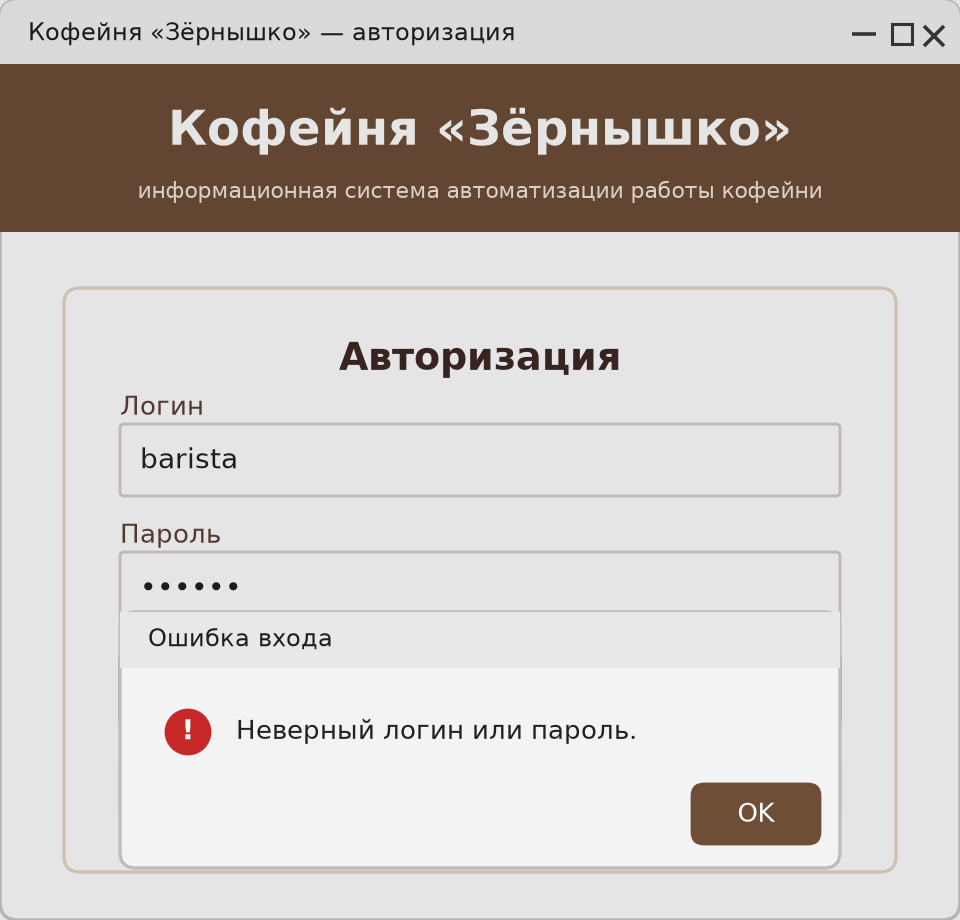 Кофейня «Зёрнышко» — авторизация
Кофейня «Зёрнышко»
информационная система автоматизации работы кофейни
Авторизация
Логин
barista
Пароль
••••••
Ошибка входа
! Неверный логин или пароль.
OK